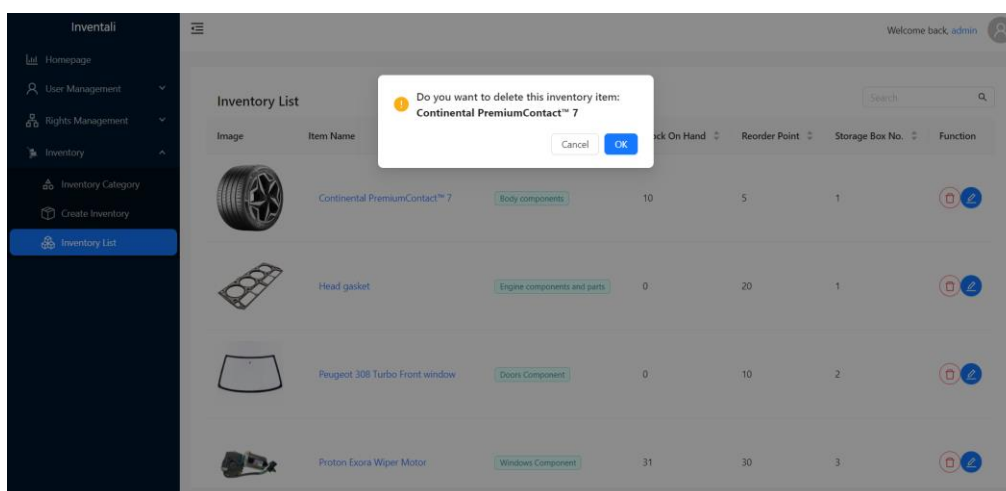 Inventali
Welcome back, admin
Homepage
User Management
Rights Management
Inventory
Inventory Category
Create Inventory
Inventory List
Inventory List
Search
Do you want to delete this inventory item:
Continental PremiumContact™ 7
Cancel OK
Image Item Name ock On Hand Reorder Point Storage Box No. Function
Continental PremiumContact™ 7 Body components 10 5 1
Head gasket Engine components and parts 0 20 1
Peugeot 308 Turbo Front window Doors Component 0 10 2
Proton Exora Wiper Motor Windows Component 31 30 3